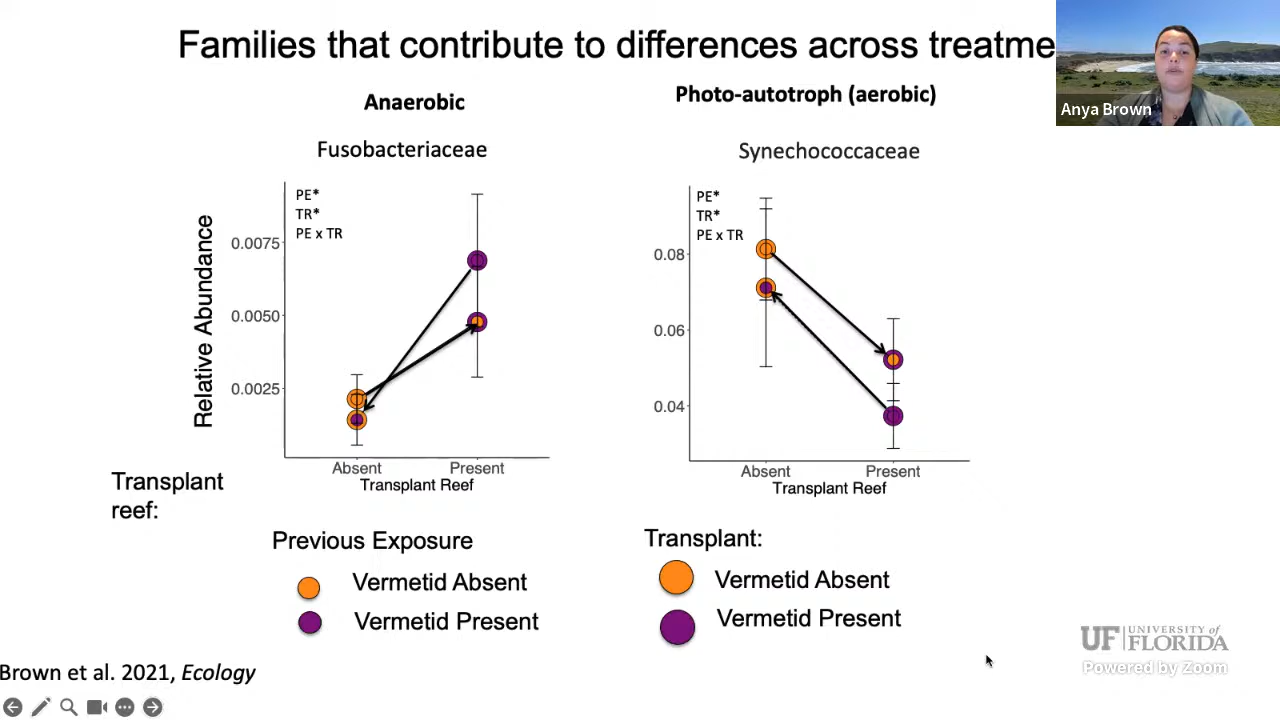 Families that contribute to differences across treatme
Anya Brown
Anaerobic
Photo-autotroph (aerobic)
Fusobacteriaceae
Synechococcaceae
PE*
TR*
PE x TR
Relative Abundance
0.0075
0.0050
0.0025
Absent
Present
Transplant Reef
PE*
TR*
PE x TR
0.08
0.06
0.04
Absent
Present
Transplant Reef
Transplant
reef:
Previous Exposure
Vermetid Absent
Vermetid Present
Transplant:
Vermetid Absent
Vermetid Present
UF UNIVERSITY of
FLORIDA
Powered by Zoom
Brown et al. 2021, Ecology